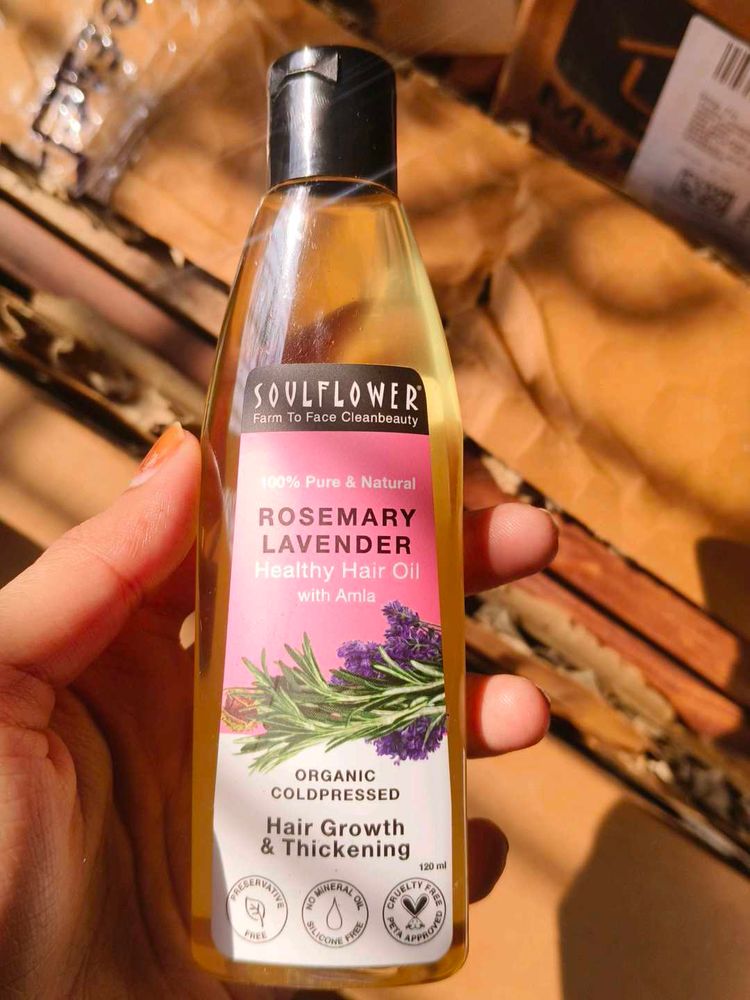 SOULFLOWER®
Farm To Face Cleanbeauty
100% Pure & Natural
ROSEMARY
LAVENDER
Healthy Hair Oil
with Amla
ORGANIC
COLDPRESSED
Hair Growth
& Thickening
120 ml
PRESERVATIVE
FREE
NO MINERAL OIL
SILICONE FREE
CRUELTY FREE
PETA APPROVED